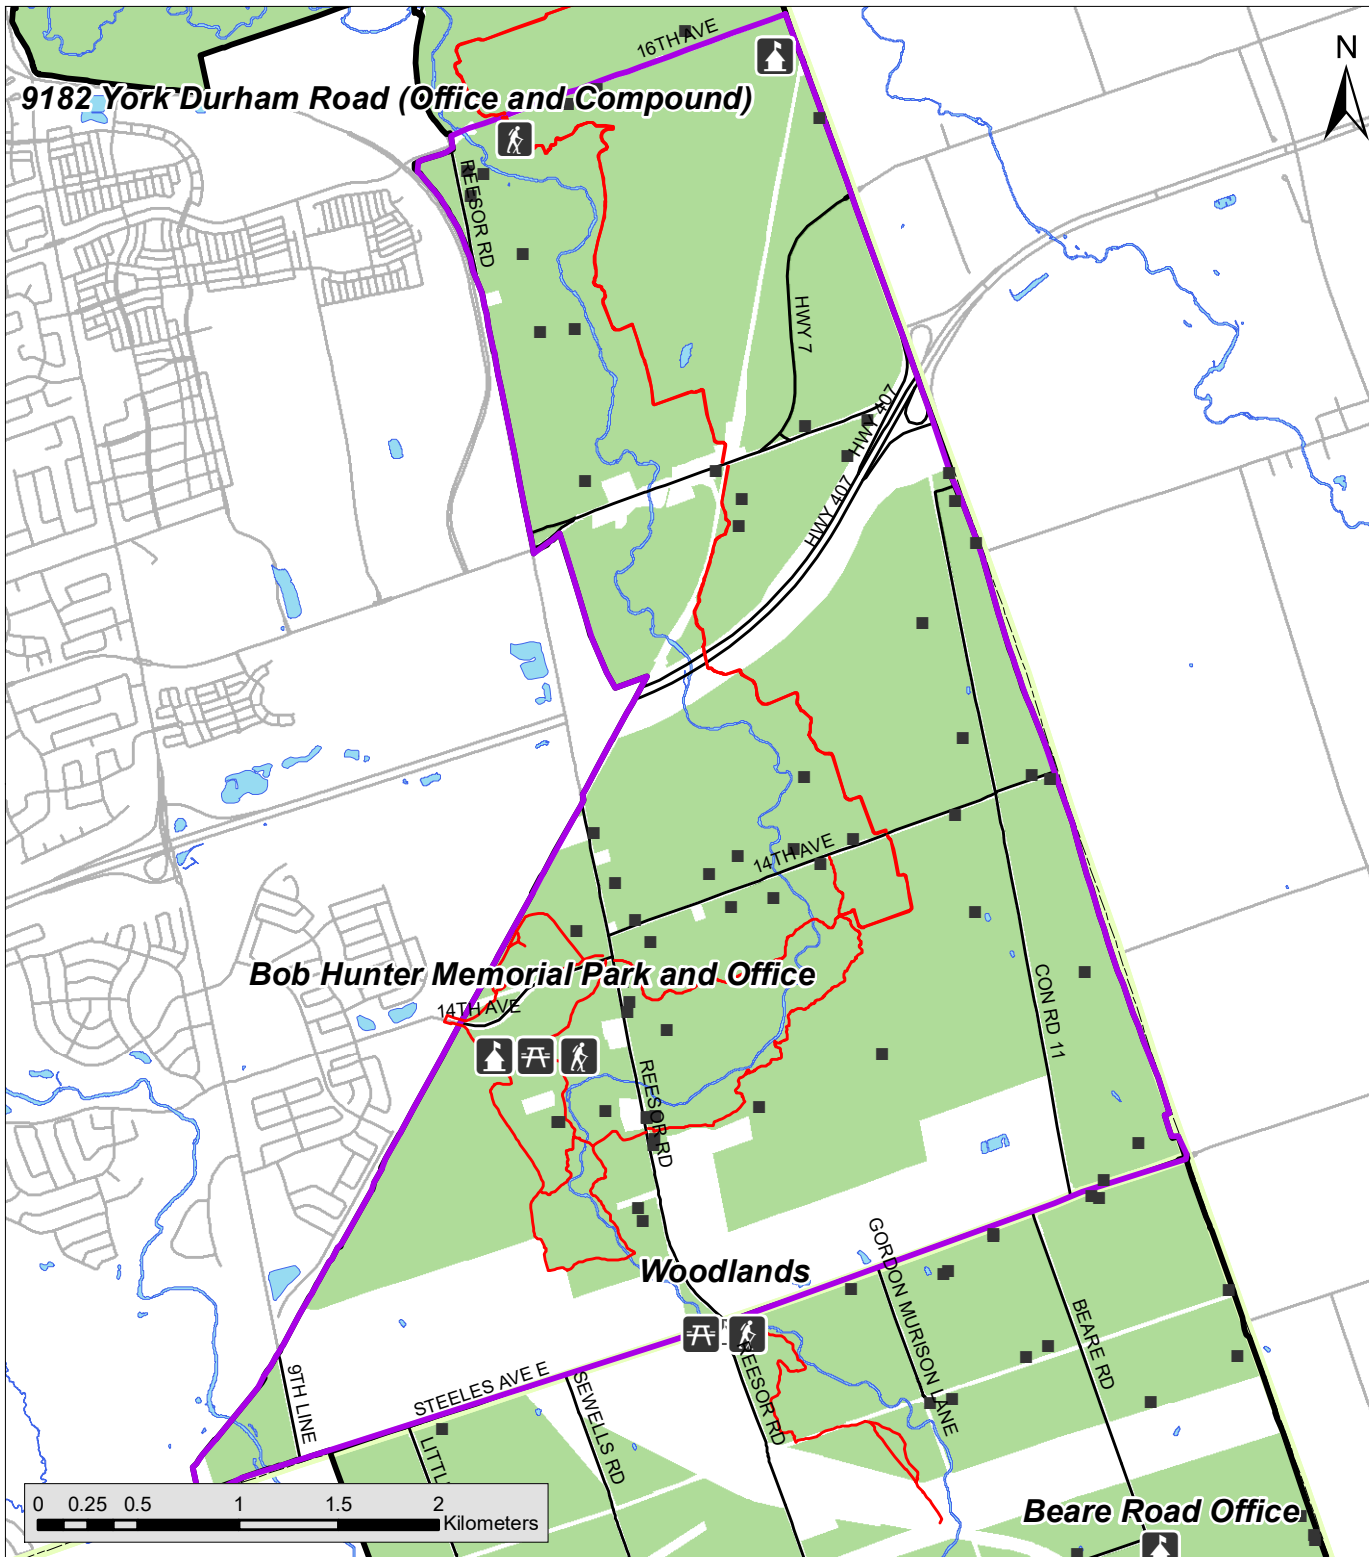 16TH AVE
N
9182 York Durham Road (Office and Compound)
REESOR RD
HWY 7
HWY 407
HWY 407
14TH AVE
Bob Hunter Memorial Park and Office
14TH AVE
CON RD 11
REESOR RD
Woodlands
GORDON MURISON LANE
BEARE RD
REESOR RD
9TH LINE
STEELES AVE E
SEWELLS RD
LITTL
0 0.25 0.5 1 1.5 2
Kilometers
Beare Road Office